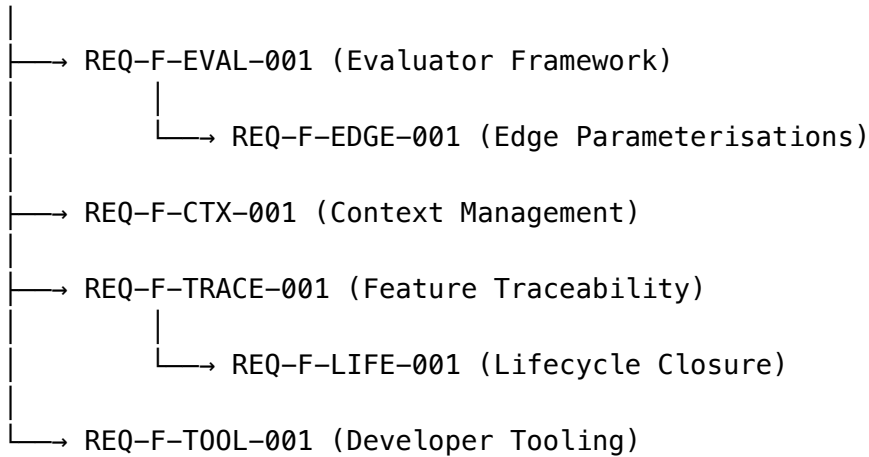 │
├──→ REQ-F-EVAL-001 (Evaluator Framework)
│         │
│         └──→ REQ-F-EDGE-001 (Edge Parameterisations)
│
├──→ REQ-F-CTX-001 (Context Management)
│
├──→ REQ-F-TRACE-001 (Feature Traceability)
│         │
│         └──→ REQ-F-LIFE-001 (Lifecycle Closure)
│
└──→ REQ-F-TOOL-001 (Developer Tooling)